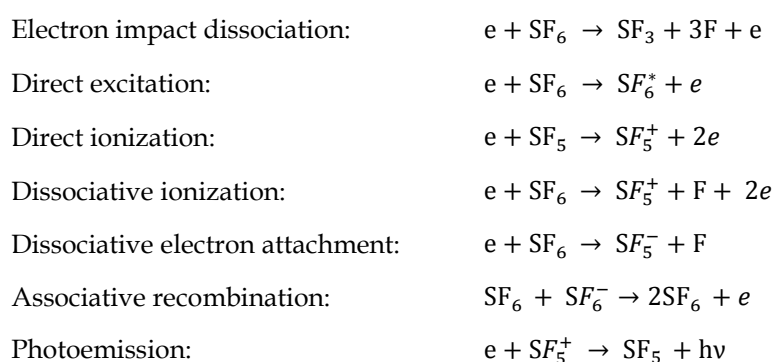 Electron impact dissociation: e + SF₆ → SF₃ + 3F + e
Direct excitation: e + SF₆ → SF₆* + e
Direct ionization: e + SF₅ → SF₅⁺ + 2e
Dissociative ionization: e + SF₆ → SF₅⁺ + F + 2e
Dissociative electron attachment: e + SF₆ → SF₅⁻ + F
Associative recombination: SF₆ + SF₆⁻ → 2SF₆ + e
Photoemission: e + SF₅⁺ → SF₅ + hν